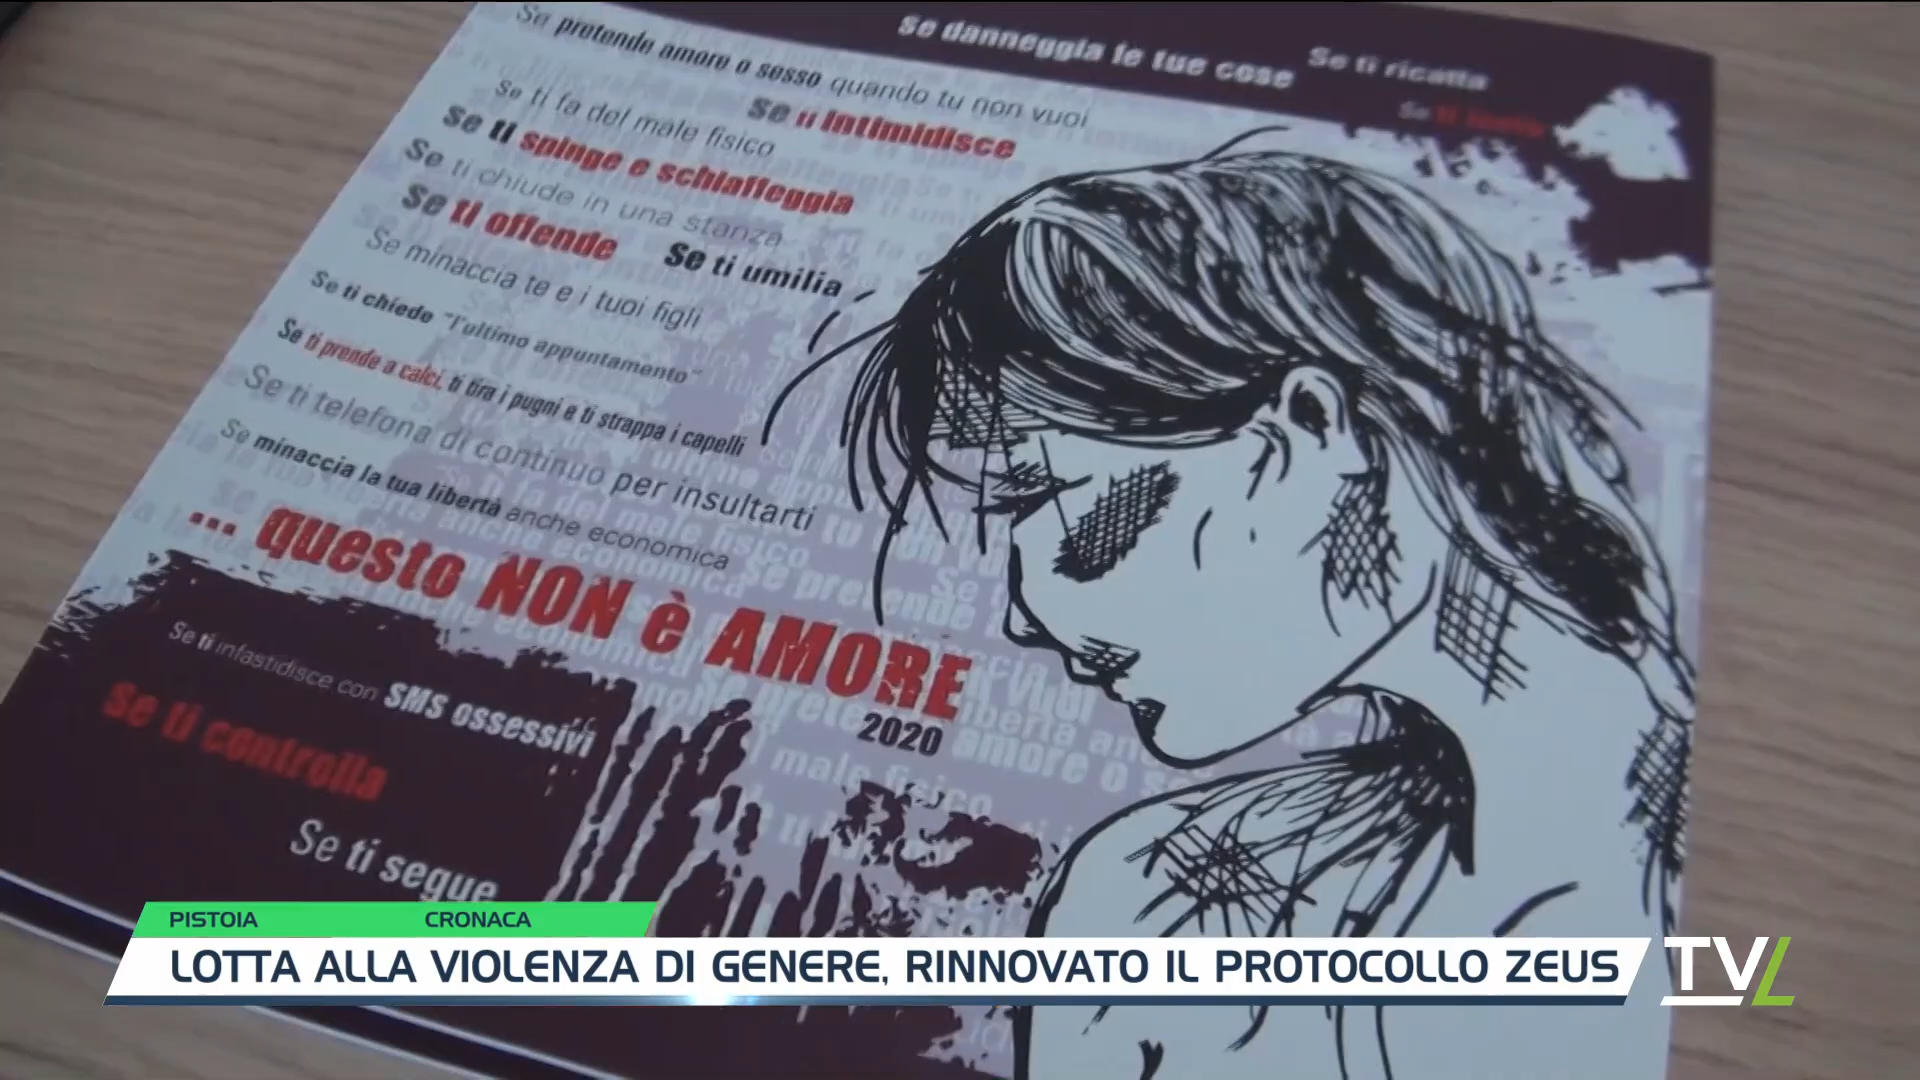 Se pretende amore o sesso quando tu non vuoi
Se danneggia le tue cose
Se ti ricatta
Se ti fa del male fisico
Se ti intimidisce
Se ti spinge e schiaffeggia
Se ti chiude in una stanza
Se ti offende
Se ti umilia
Se minaccia te e i tuoi figli
Se ti chiede "l'ultimo appuntamento"
Se ti prende a calci, ti tira i pugni e ti strappa i capelli
Se ti telefona di continuo per insultarti
Se minaccia la tua libertà anche economica
... questo NON è AMORE
2020
Se ti infastidisce con SMS ossessivi
Se ti controlla
Se ti segue
PISTOIA CRONACA
LOTTA ALLA VIOLENZA DI GENERE, RINNOVATO IL PROTOCOLLO ZEUS
TVL